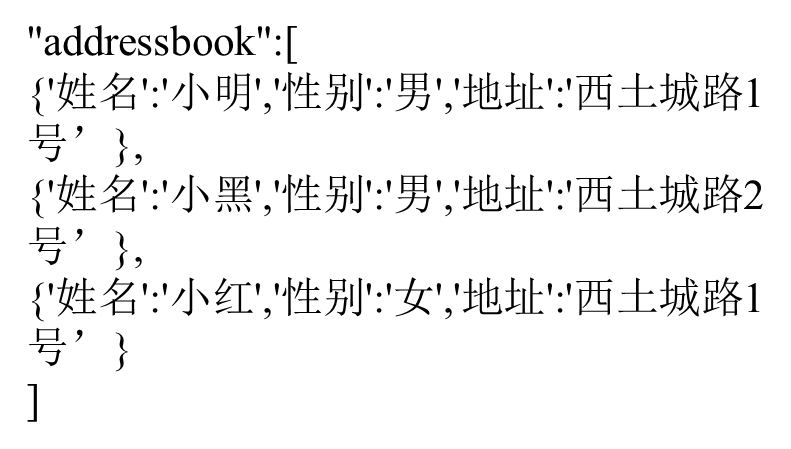 "addressbook":[
{'姓名':'小明','性别':'男','地址':'西土城路1
号’},
{'姓名':'小黑','性别':'男','地址':'西土城路2
号’},
{'姓名':'小红','性别':'女','地址':'西土城路1
号’}
]